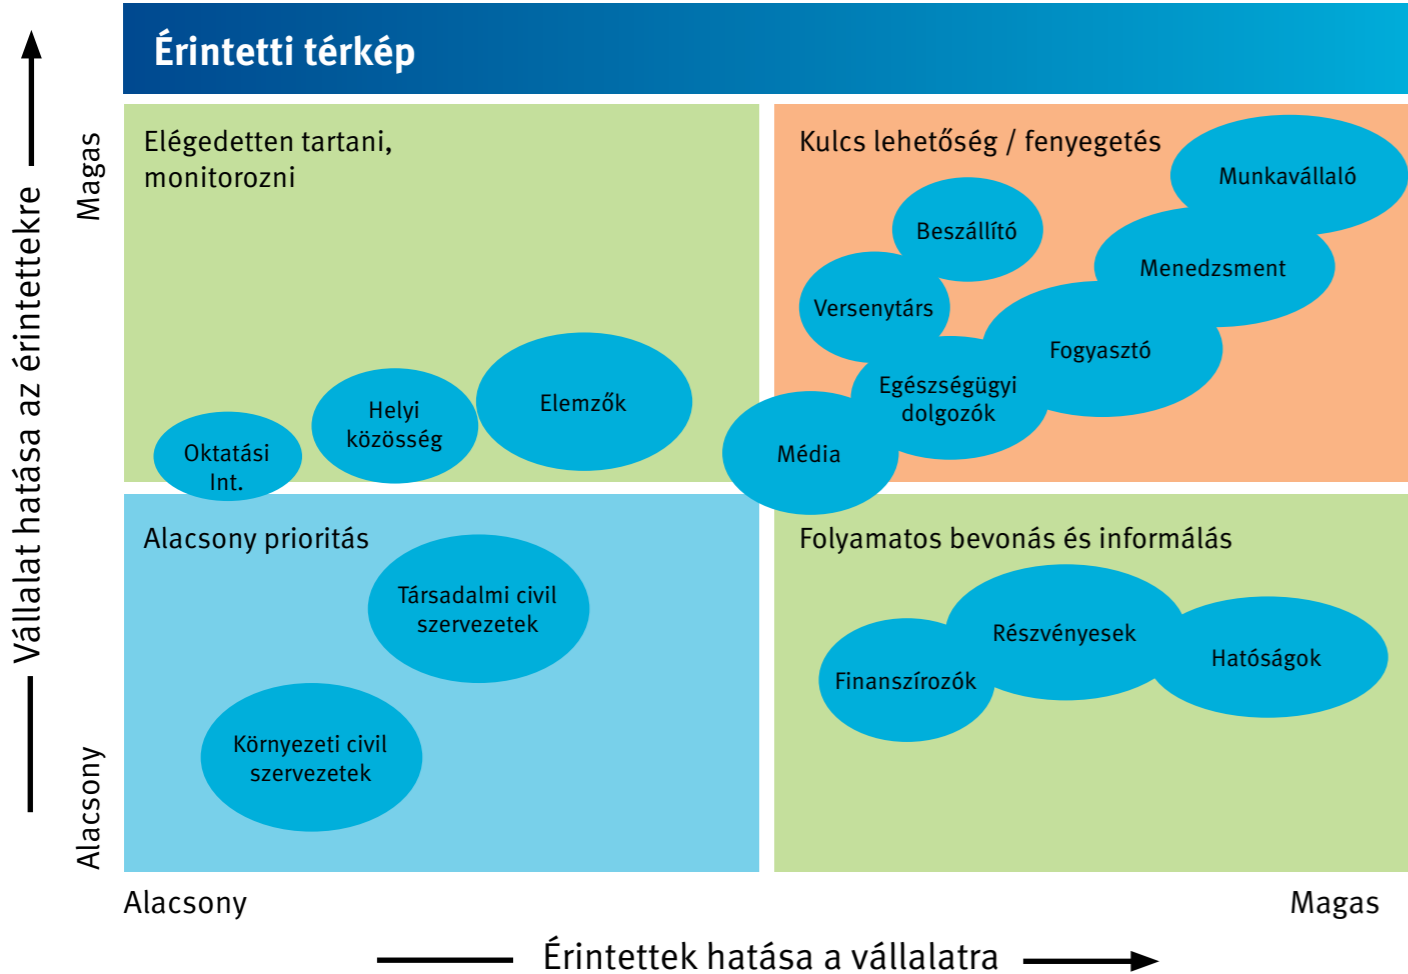 Érintetti térkép
Vállalat hatása az érintettekre
Magas
Alacsony
Elégedetten tartani,
monitorozni
Oktatási
Int.
Helyi
közösség
Elemzők
Kulcs lehetőség / fenyegetés
Munkavállaló
Beszállító
Menedzsment
Versenytárs
Fogyasztó
Egészségügyi
dolgozók
Média
Alacsony prioritás
Társadalmi civil
szervezetek
Környezeti civil
szervezetek
Folyamatos bevonás és informálás
Részvényesek
Hatóságok
Finanszírozók
Alacsony
Magas
Érintettek hatása a vállalatra